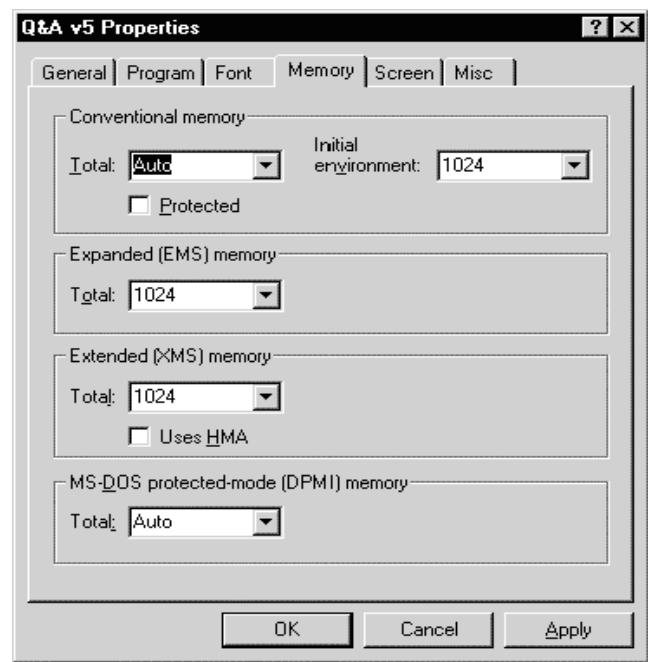 Q&A v5 Properties
General Program Font Memory Screen Misc
Conventional memory
Total: Auto Initial environment: 1024
Protected
Expanded (EMS) memory
Total: 1024
Extended (XMS) memory
Total: 1024
Uses HMA
MS-DOS protected-mode (DPMI) memory
Total: Auto
OK Cancel Apply